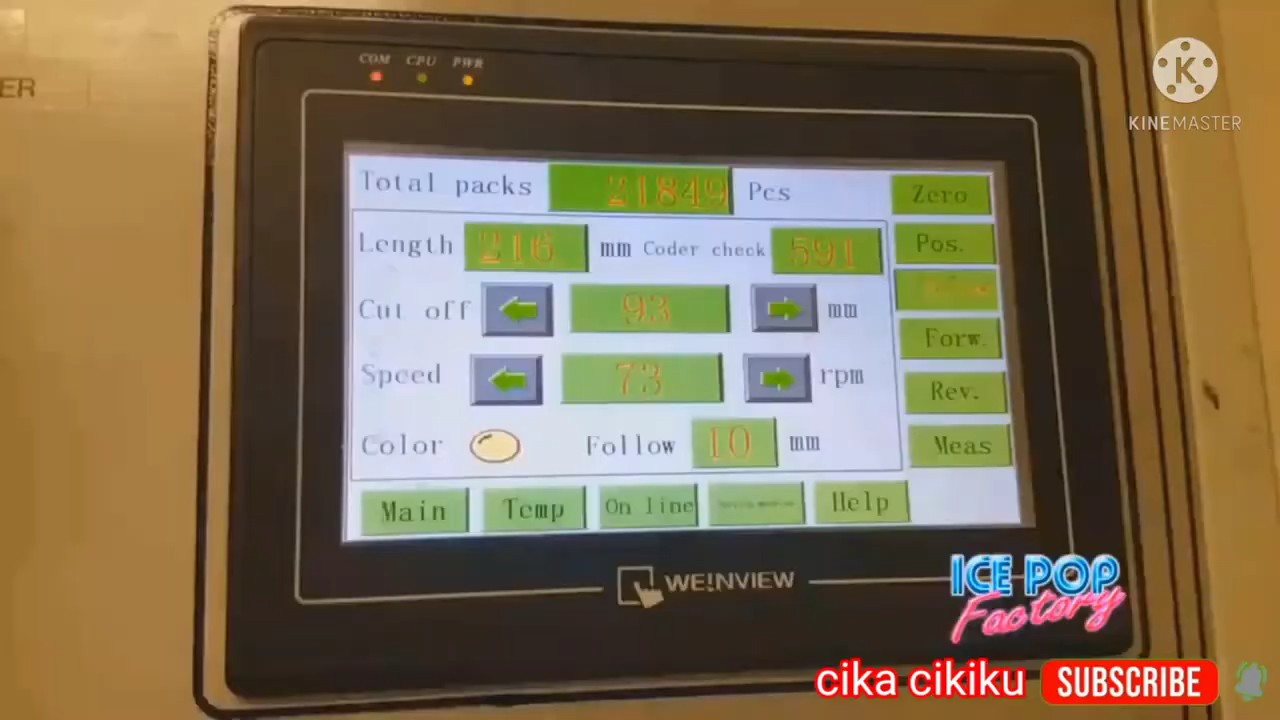 ER
COM CPU PWR
KINEMASTER
Total packs 21849 Pcs Zero
Length 216 mm Coder check 591 Pos.
Cut off 93 mm
Forw.
Speed 73 rpm Rev.
Color Follow 10 mm Meas
Main Temp On line Help
WE!NVIEW
ICE POP
Factory
cika cikiku SUBSCRIBE